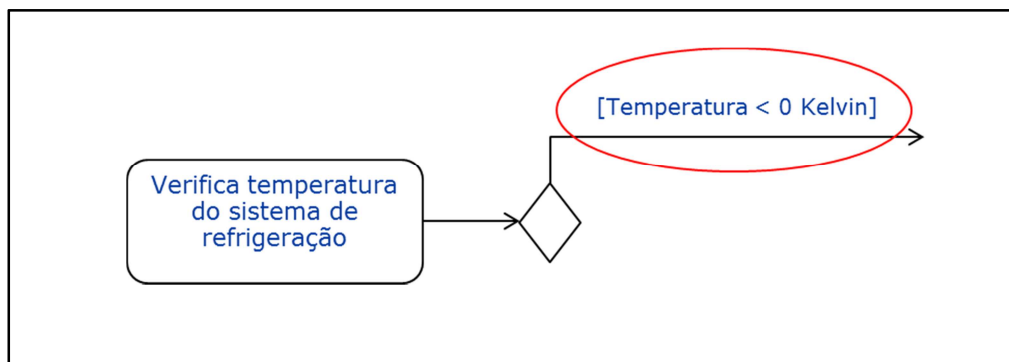 [Temperatura < 0 Kelvin]
Verifica temperatura
do sistema de
refrigeração